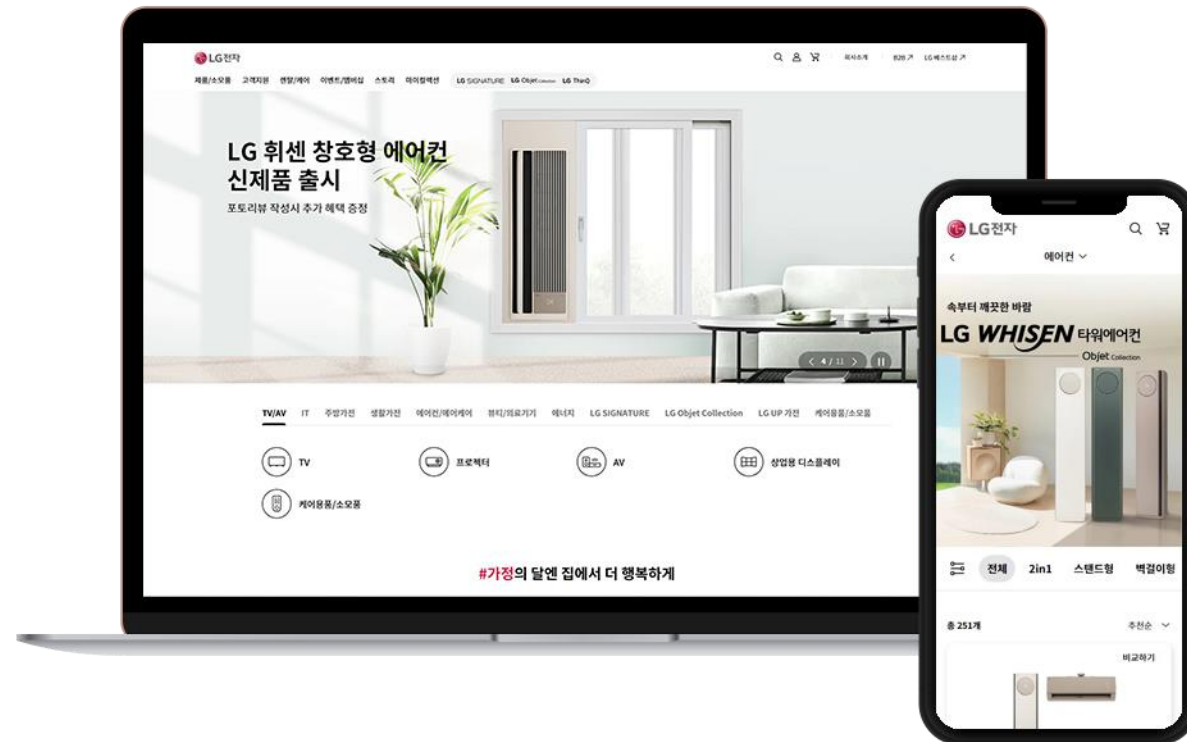 LG전자
회사소개
B2B
LG 베스트샵
제품/소모품 고객지원 렌탈/케어 이벤트/멤버십 스토리 마이컬렉션 LG SIGNATURE LG Objet Collection LG ThinQ
LG 휘센 창호형 에어컨
신제품 출시
포토리뷰 작성시 추가 혜택 증정
4 / 11
TV/AV IT 주방가전 생활가전 에어컨/에어케어 뷰티/의료기기 에너지 LG SIGNATURE LG Objet Collection LG UP 가전 케어용품/소모품
TV 프로젝터 AV 상업용 디스플레이
케어용품/소모품
#가정의 달엔 집에서 더 행복하게
LG전자
에어컨
속부터 깨끗한 바람
LG WHISEN 타워에어컨
Objet Collection
전체 2in1 스탠드형 벽걸이형
총 251개 추천순
비교하기